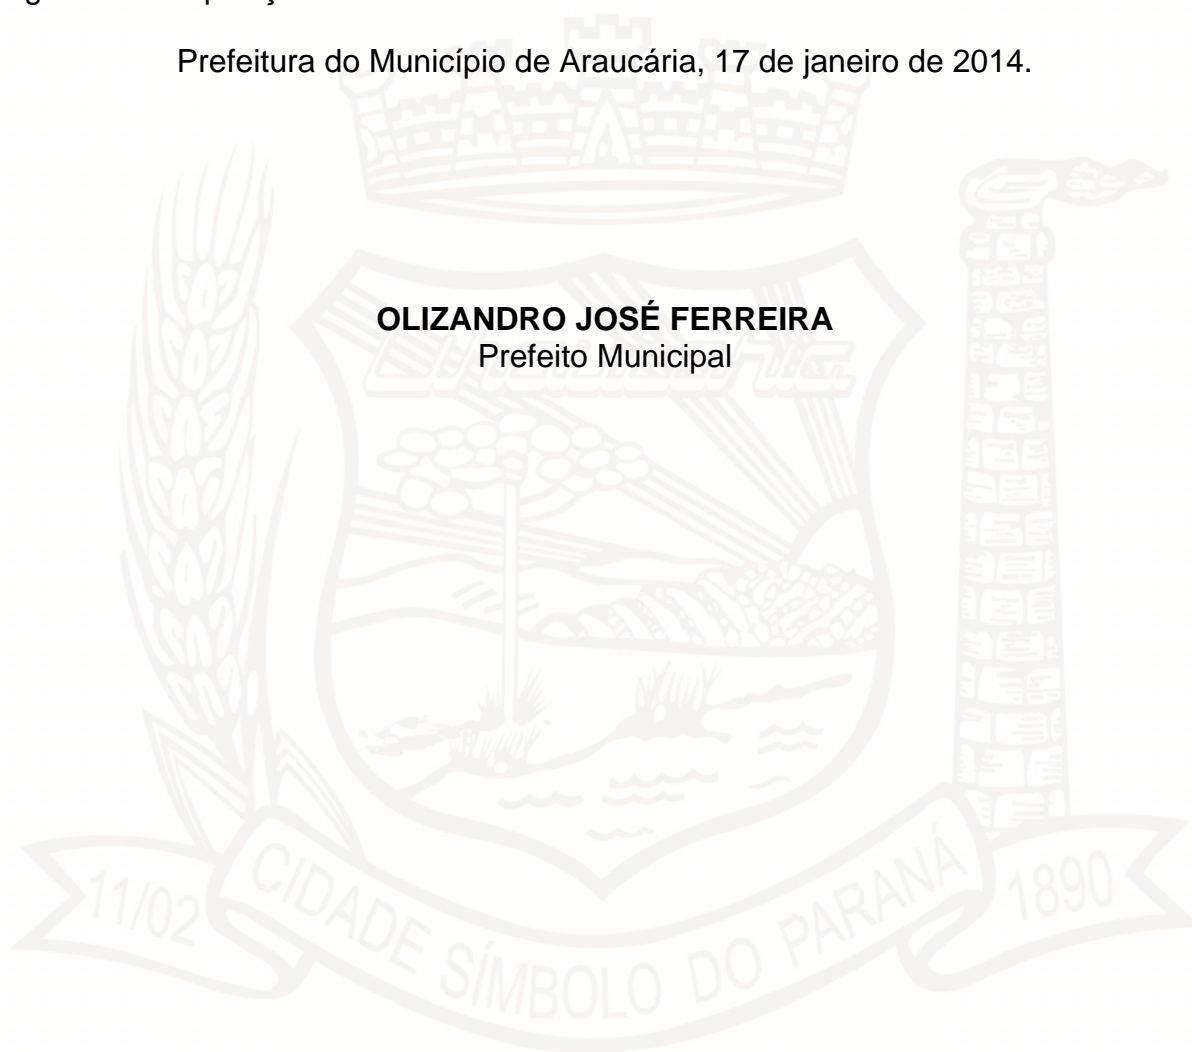 Prefeitura do Município de Araucária, 17 de janeiro de 2014.
OLIZANDRO JOSÉ FERREIRA
Prefeito Municipal
Araucária
11/02
CIDADE SÍMBOLO DO PARANÁ
1890